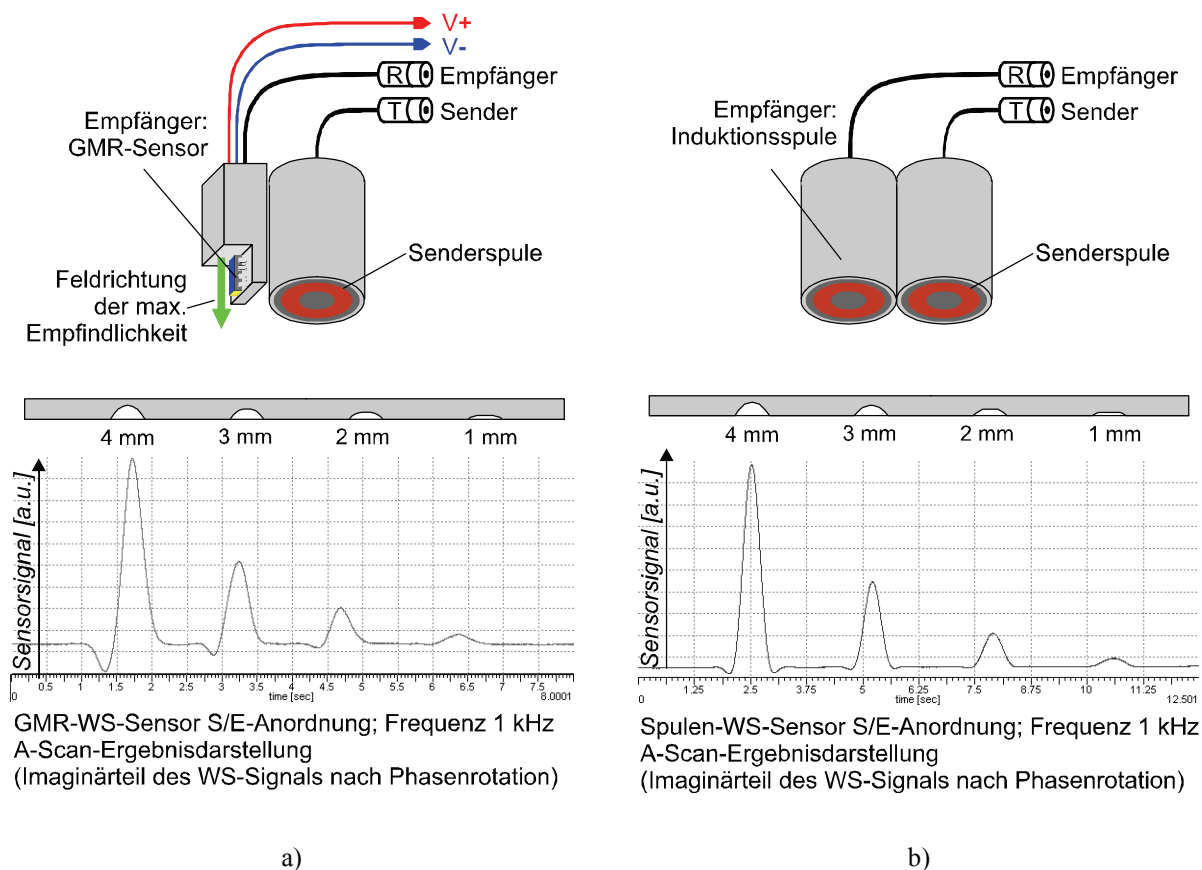 V+
V-
R Empfänger
T Sender
Empfänger:
GMR-Sensor
Senderspule
Feldrichtung
der max.
Empfindlichkeit
4 mm 3 mm 2 mm 1 mm
Sensorsignal [a.u.]
0.5 1 1.5 2 2.5 3 3.5 4 4.5 5 5.5 6 6.5 7 7.5
0 time [sec] 8.0001
GMR-WS-Sensor S/E-Anordnung; Frequenz 1 kHz
A-Scan-Ergebnisdarstellung
(Imaginärteil des WS-Signals nach Phasenrotation)
a)
R Empfänger
T Sender
Empfänger:
Induktionsspule
Senderspule
4 mm 3 mm 2 mm 1 mm
Sensorsignal [a.u.]
1.25 2.5 3.75 5 6.25 7.5 8.75 10 11.25
0 time [sec] 12.501
Spulen-WS-Sensor S/E-Anordnung; Frequenz 1 kHz
A-Scan-Ergebnisdarstellung
(Imaginärteil des WS-Signals nach Phasenrotation)
b)